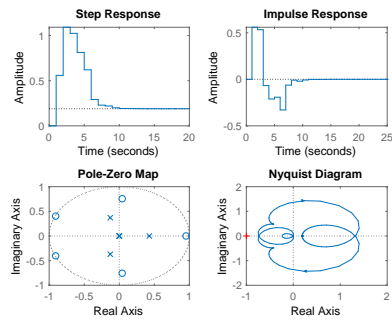 Step Response
Amplitude
1
0.5
0
0 5 10 15 20
Time (seconds)
Impulse Response
Amplitude
0.5
0
-0.5
0 5 10 15 20 25
Time (seconds)
Pole-Zero Map
Imaginary Axis
1
0.5
0
-0.5
-1
-1 -0.5 0 0.5 1
Real Axis
Nyquist Diagram
Imaginary Axis
2
1
0
-1
-2
-1 0 1 2
Real Axis